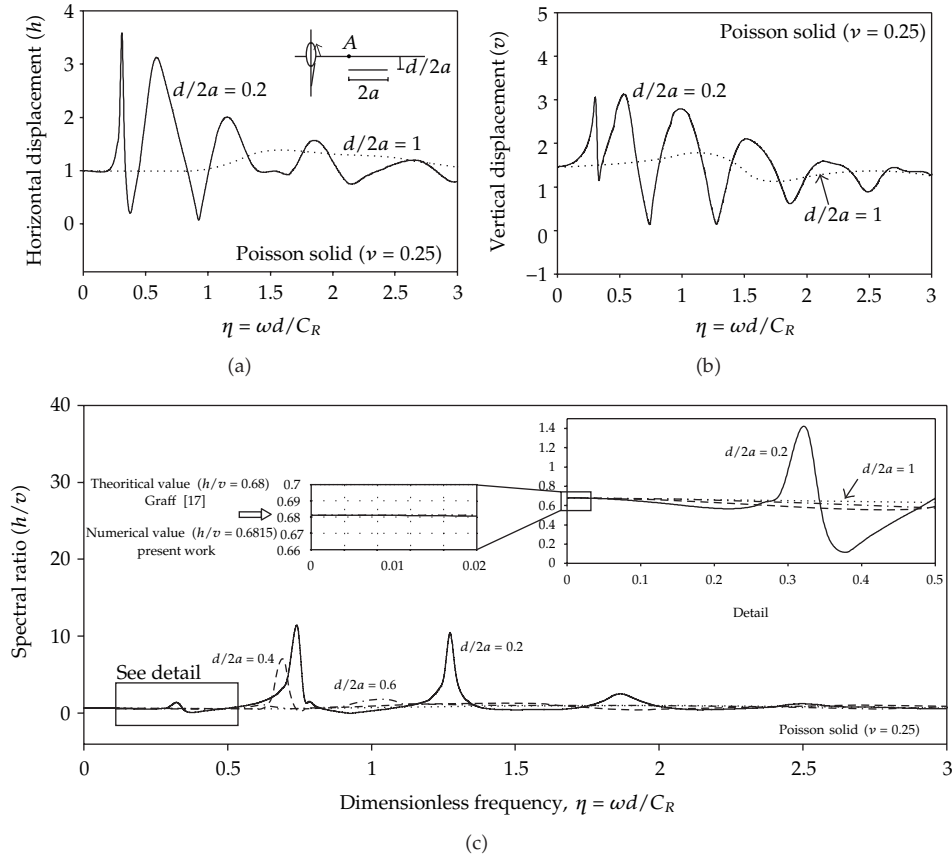 4
3
2
1
0
Horizontal displacement (h)
A
d/2a
2a
d/2a = 0.2
d/2a = 1
Poisson solid (ν = 0.25)
0 0.5 1 1.5 2 2.5 3
η = ωd/C_R
(a)
5
4
3
2
1
0
−1
Vertical displacement (v)
Poisson solid (ν = 0.25)
d/2a = 0.2
d/2a = 1
0 0.5 1 1.5 2 2.5 3
η = ωd/C_R
(b)
40
30
20
10
0
Spectral ratio (h/v)
Theoritical value (h/v = 0.68)
Graff [17]
Numerical value (h/v = 0.6815)
present work
0.7
0.69
0.68
0.67
0.66
0 0.01 0.02
1.4
1.2
1
0.8
0.6
0.4
0.2
0
d/2a = 0.2
d/2a = 1
0 0.1 0.2 0.3 0.4 0.5
Detail
See detail
d/2a = 0.4
d/2a = 0.6
d/2a = 0.2
Poisson solid (ν = 0.25)
0 0.5 1 1.5 2 2.5 3
Dimensionless frequency, η = ωd/C_R
(c)